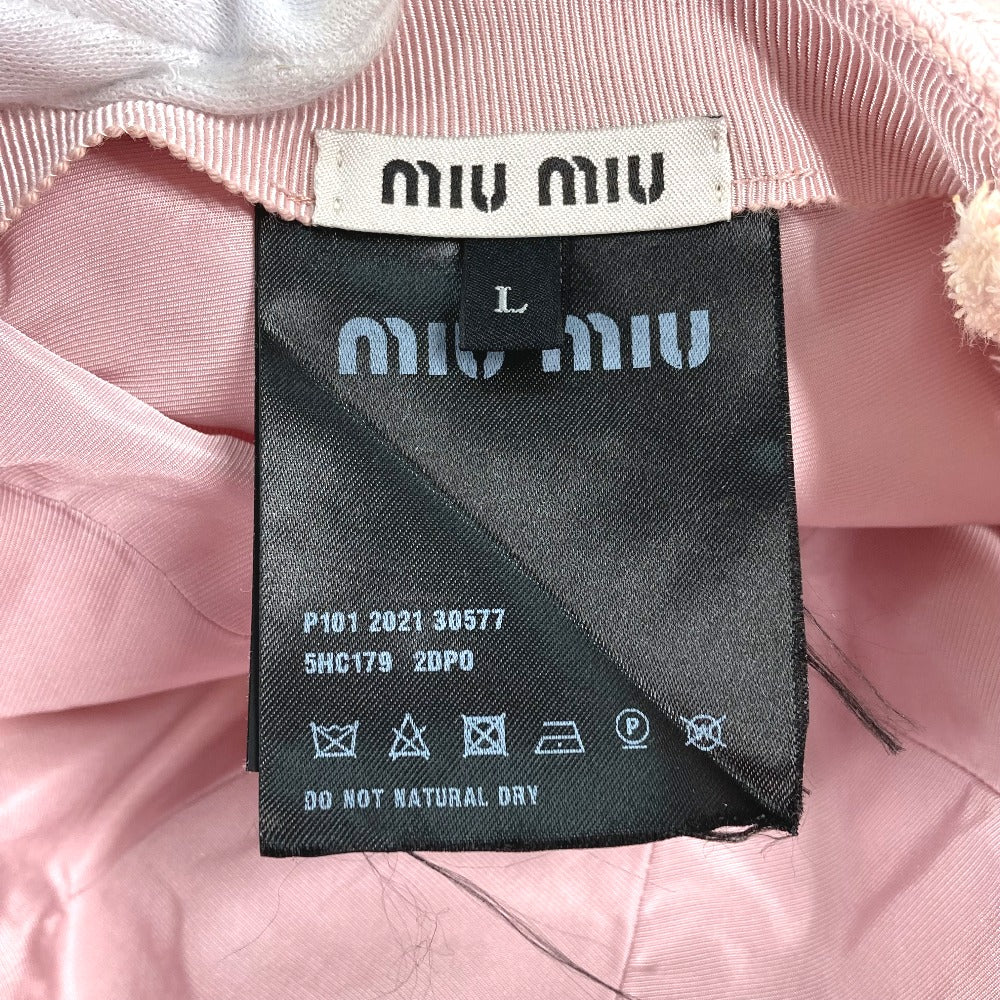 miu miu
L
miu miu
P101 2021 30577
5HC179 2DP0
P
W
DO NOT NATURAL DRY